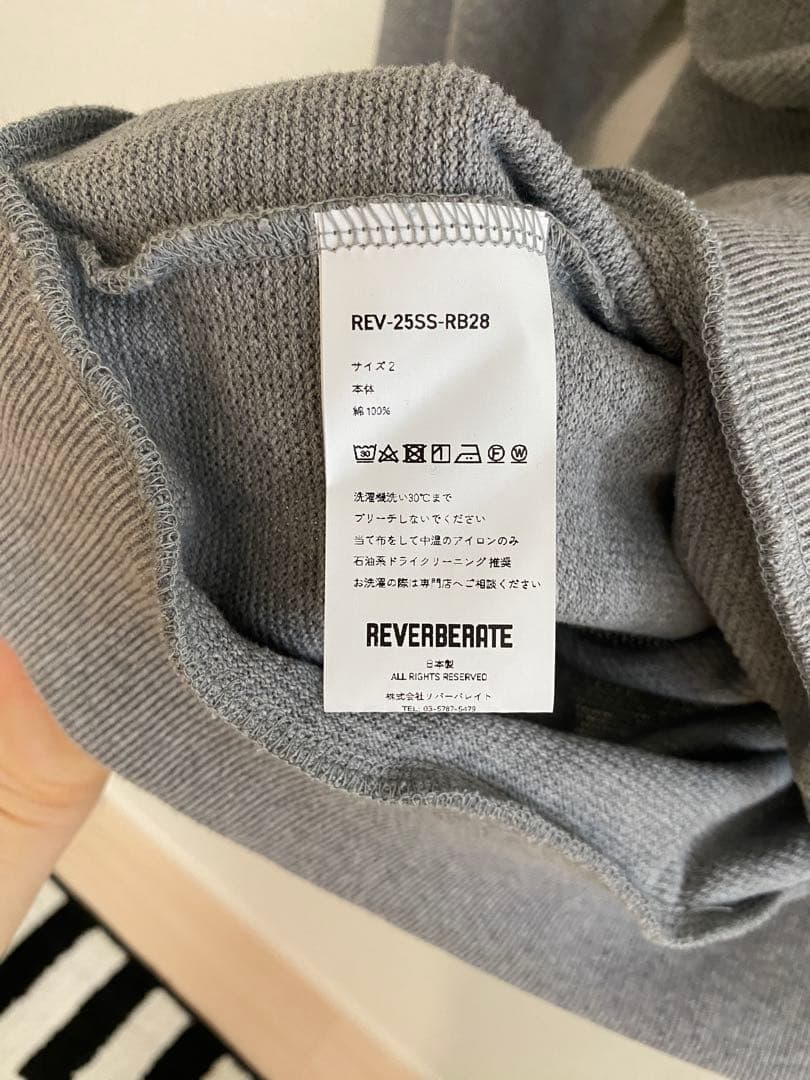 REV-25SS-RB28
サイズ2
本体
綿100%
30
F W
洗濯機洗い30℃まで
ブリーチしないでください
当て布をして中温のアイロンのみ
石油系ドライクリーニング推奨
お洗濯の際は専門店へご相談ください
REVERBERATE
日本製
ALL RIGHTS RESERVED
株式会社リバーバレイト
TEL: 03-5787-5479